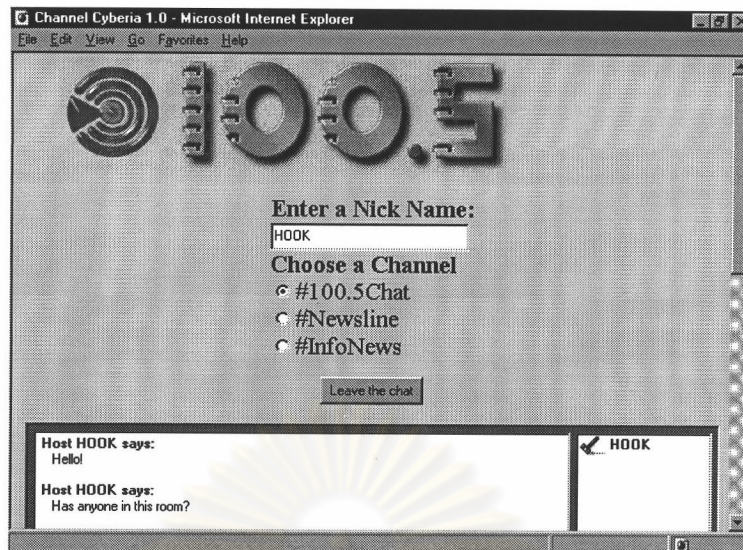 Channel Cyberia 1.0 - Microsoft Internet Explorer
File Edit View Go Favorites Help
100.5
Enter a Nick Name:
HOOK
Choose a Channel
#100.5Chat
#Newsline
#InfoNews
Leave the chat
Host HOOK says:
Hello!
HOOK
Host HOOK says:
Has anyone in this room?